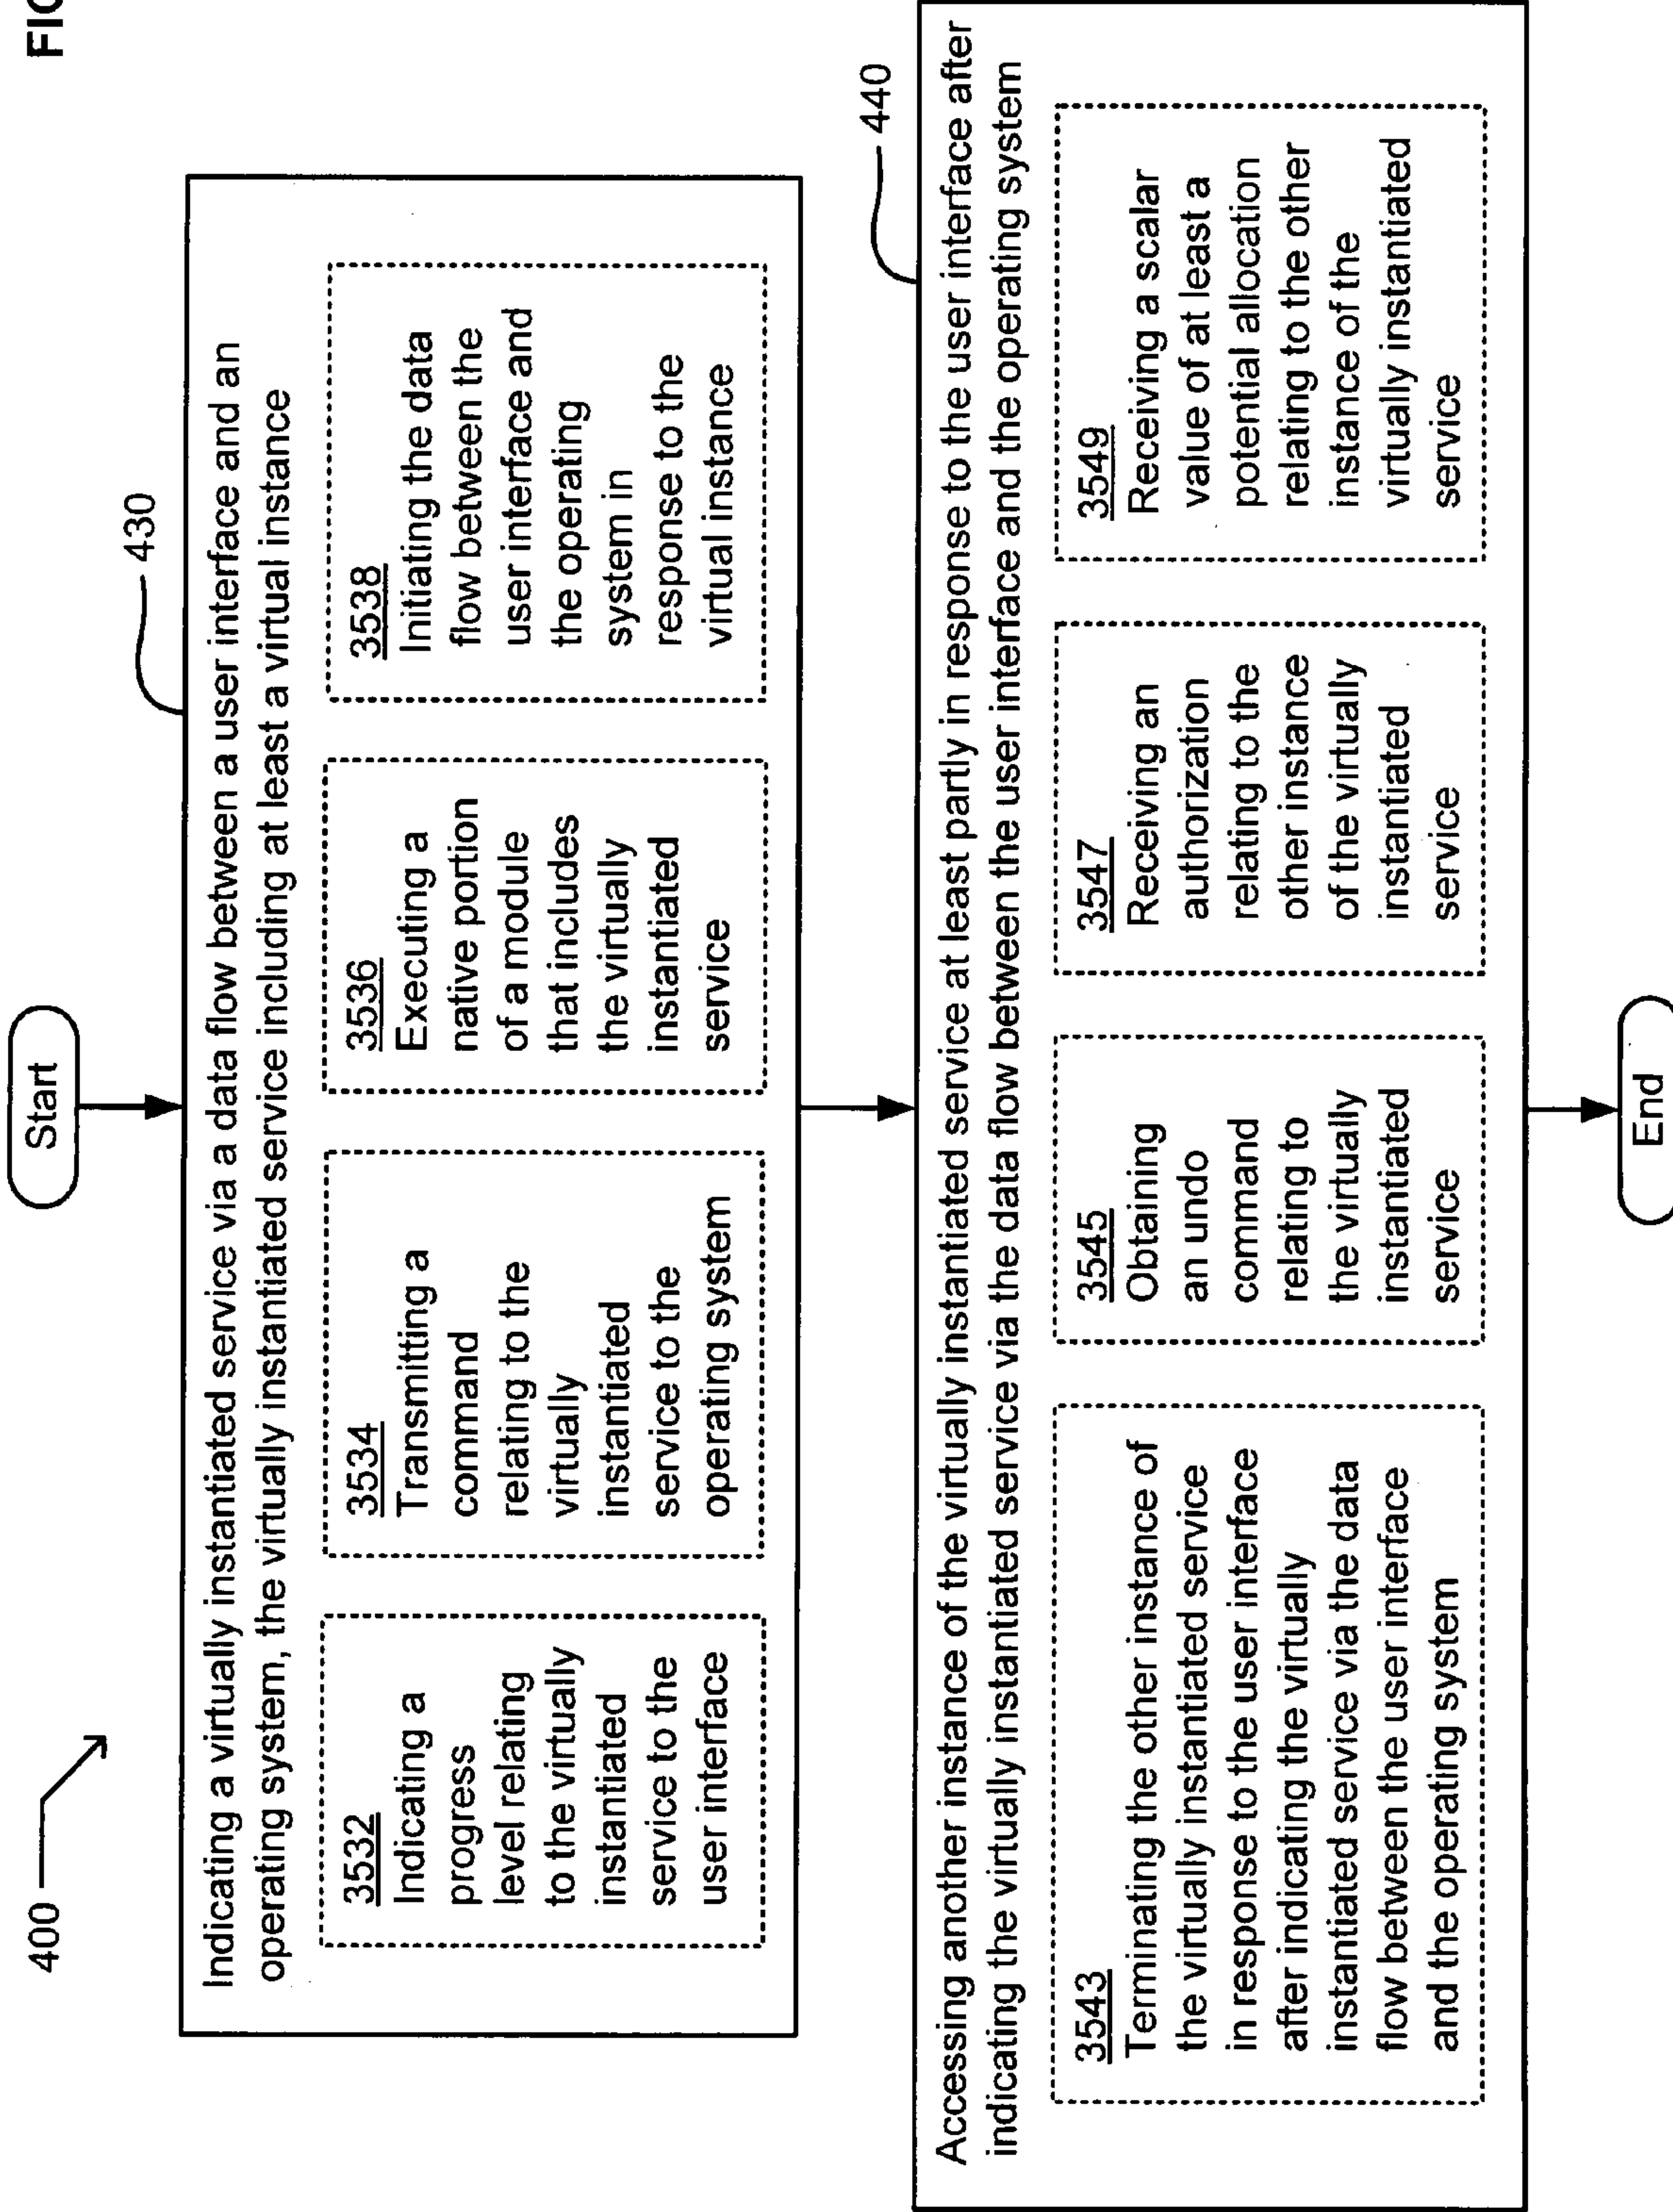 FIG
400
Start
430
Indicating a virtually instantiated service via a data flow between a user interface and an
operating system, the virtually instantiated service including at least a virtual instance
3532
Indicating a
progress
level relating
to the virtually
instantiated
service to the
user interface
3534
Transmitting a
command
relating to the
virtually
instantiated
service to the
operating system
3536
Executing a
native portion
of a module
that includes
the virtually
instantiated
service
3538
Initiating the data
flow between the
user interface and
the operating
system in
response to the
virtual instance
440
Accessing another instance of the virtually instantiated service at least partly in response to the user interface after
indicating the virtually instantiated service via the data flow between the user interface and the operating system
3543
Terminating the other instance of
the virtually instantiated service
in response to the user interface
after indicating the virtually
instantiated service via the data
flow between the user interface
and the operating system
3545
Obtaining
an undo
command
relating to
the virtually
instantiated
service
3547
Receiving an
authorization
relating to the
other instance
of the virtually
instantiated
service
3549
Receiving a scalar
value of at least a
potential allocation
relating to the other
instance of the
virtually instantiated
service
End